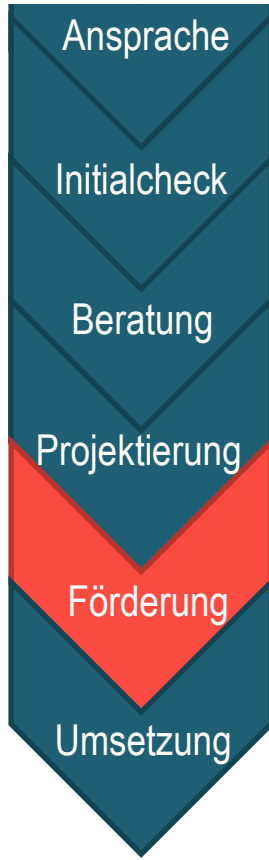 Ansprache
Initialcheck
Beratung
Projektierung
Förderung
Umsetzung